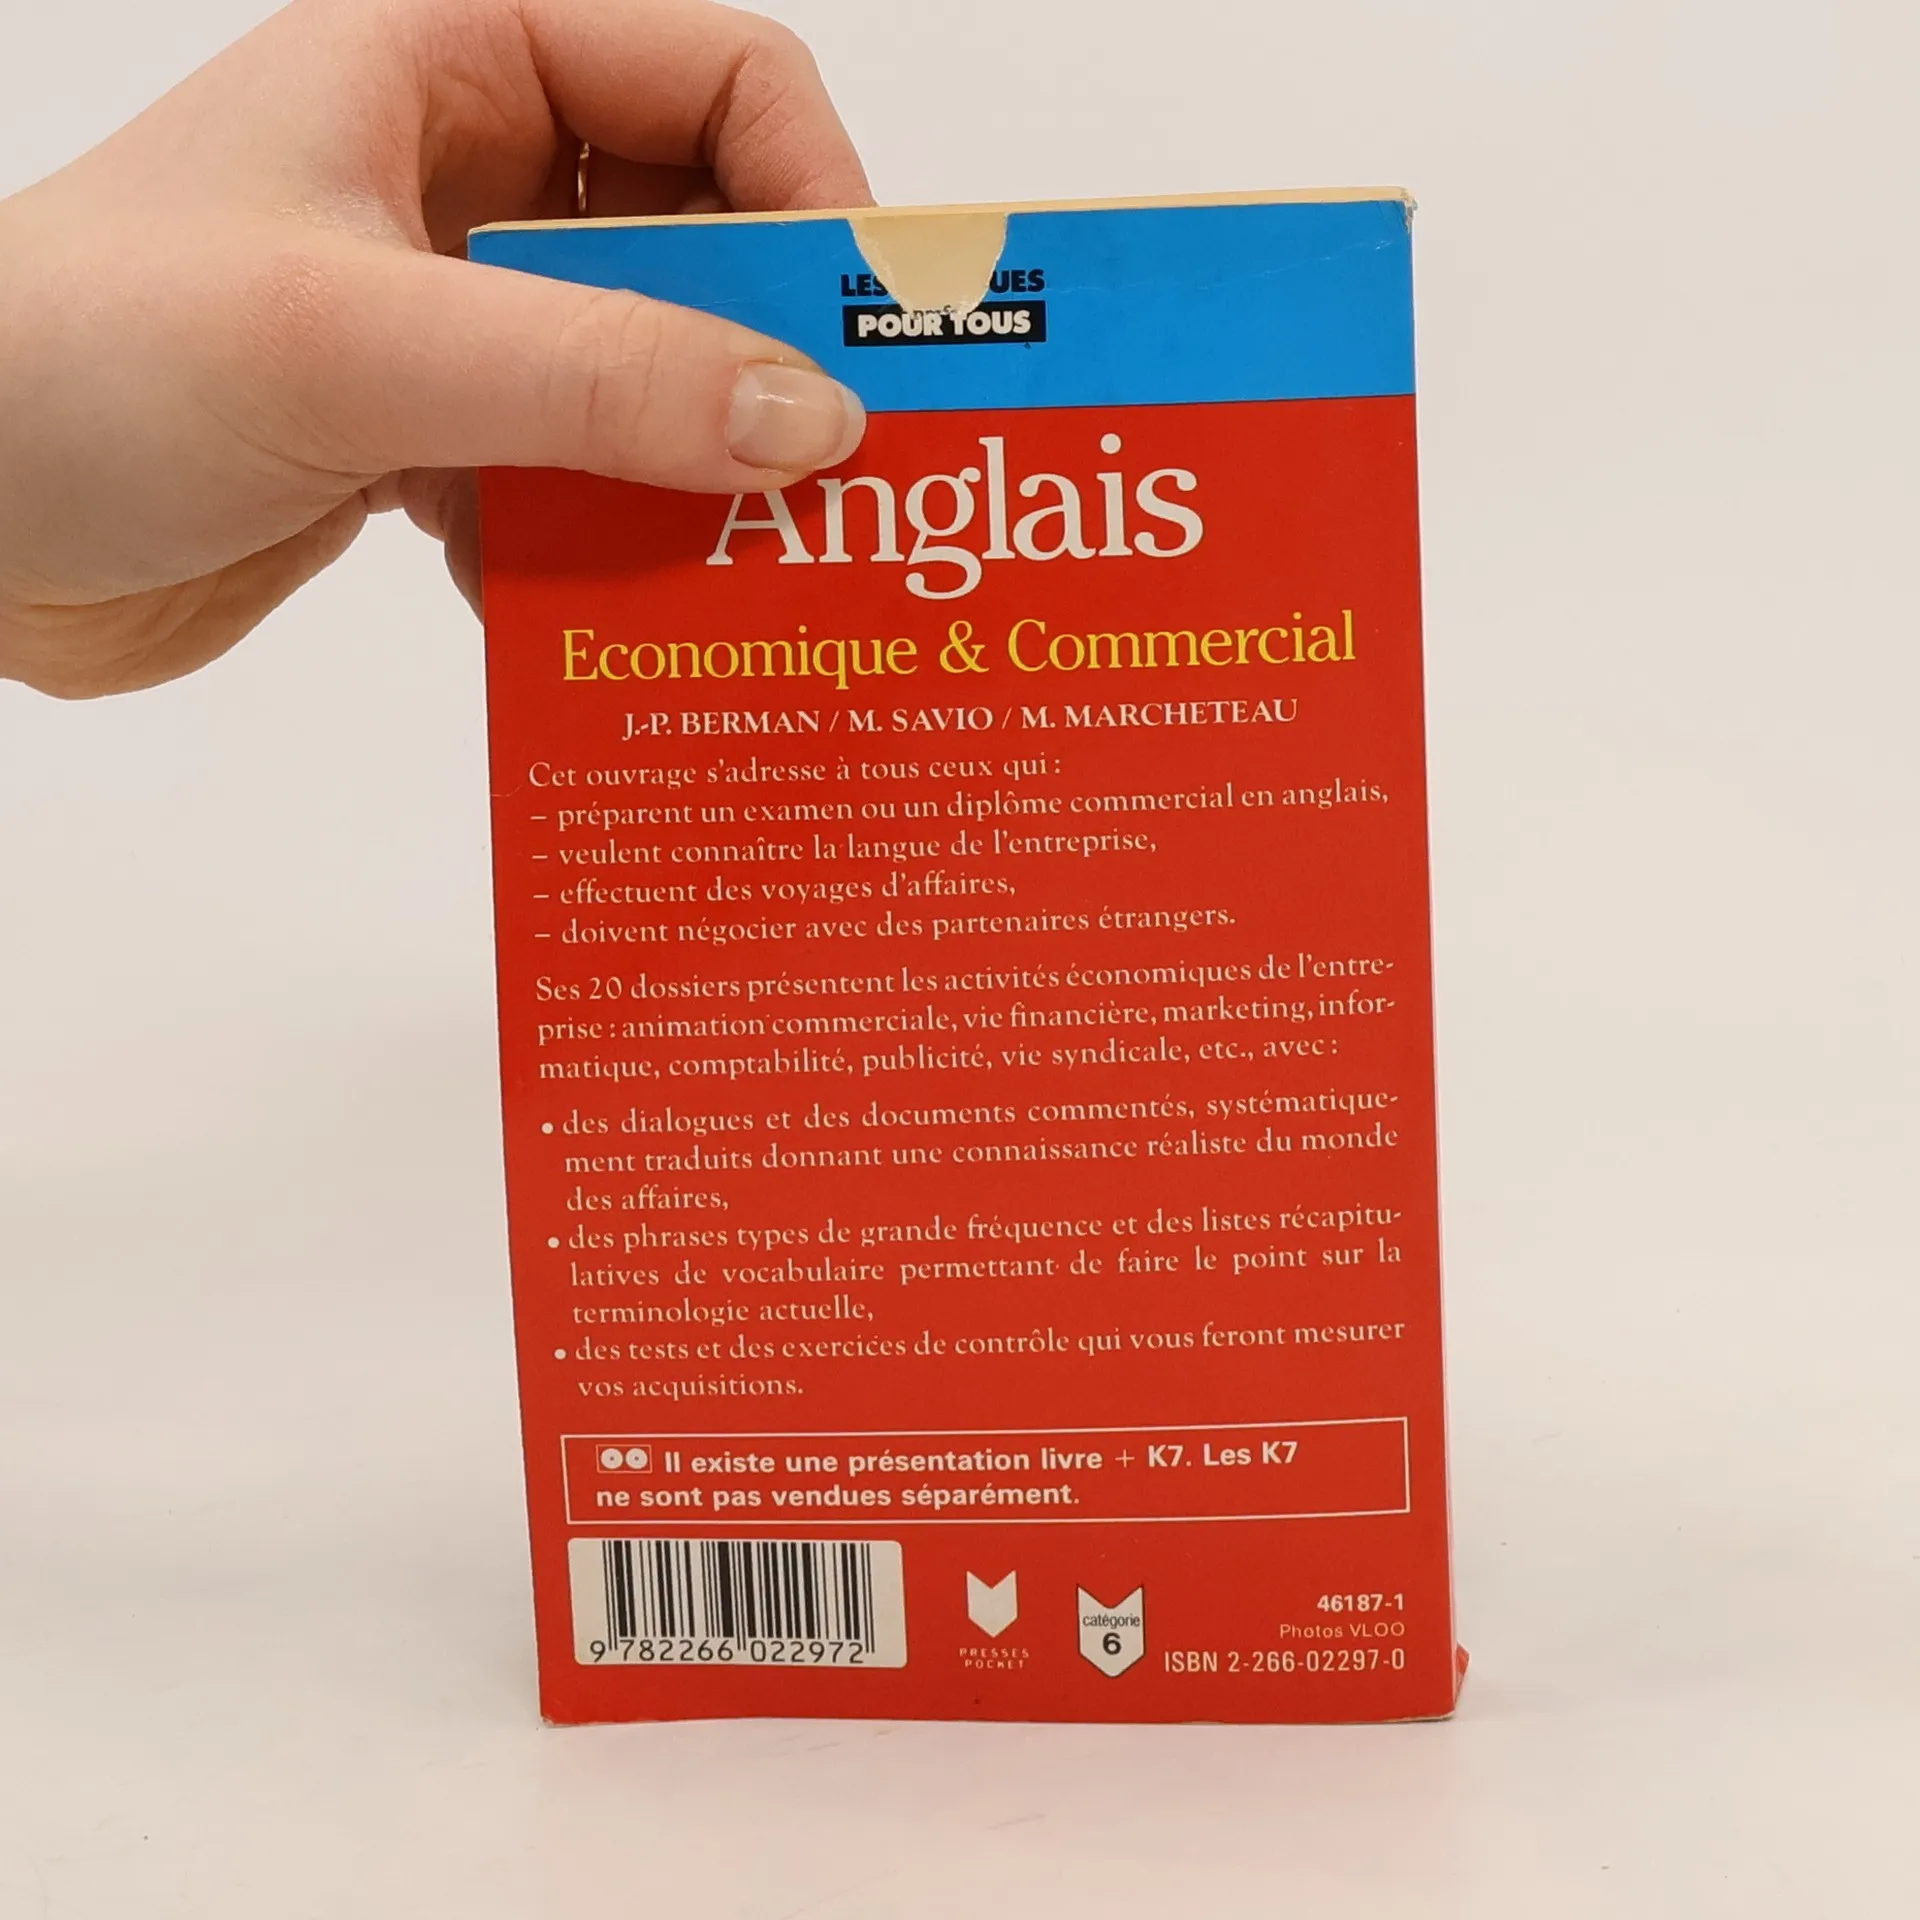 LES
POUR TOUS
Anglais
Economique & Commercial
J.-P. BERMAN / M. SAVIO / M. MARCHETEAU
Cet ouvrage s'adresse à tous ceux qui :
– préparent un examen ou un diplôme commercial en anglais,
– veulent connaître la langue de l'entreprise,
– effectuent des voyages d'affaires,
– doivent négocier avec des partenaires étrangers.
Ses 20 dossiers présentent les activités économiques de l'entre-
prise : animation commerciale, vie financière, marketing, infor-
matique, comptabilité, publicité, vie syndicale, etc., avec :
• des dialogues et des documents commentés, systématique-
ment traduits donnant une connaissance réaliste du monde
des affaires,
• des phrases types de grande fréquence et des listes récapitu-
latives de vocabulaire permettant de faire le point sur la
terminologie actuelle,
• des tests et des exercices de contrôle qui vous feront mesurer
vos acquisitions.
Il existe une présentation livre + K7. Les K7
ne sont pas vendues séparément.
9 782266 022972
PRESSES
POCKET
catégorie
6
46187-1
Photos VLOO
ISBN 2-266-02297-0